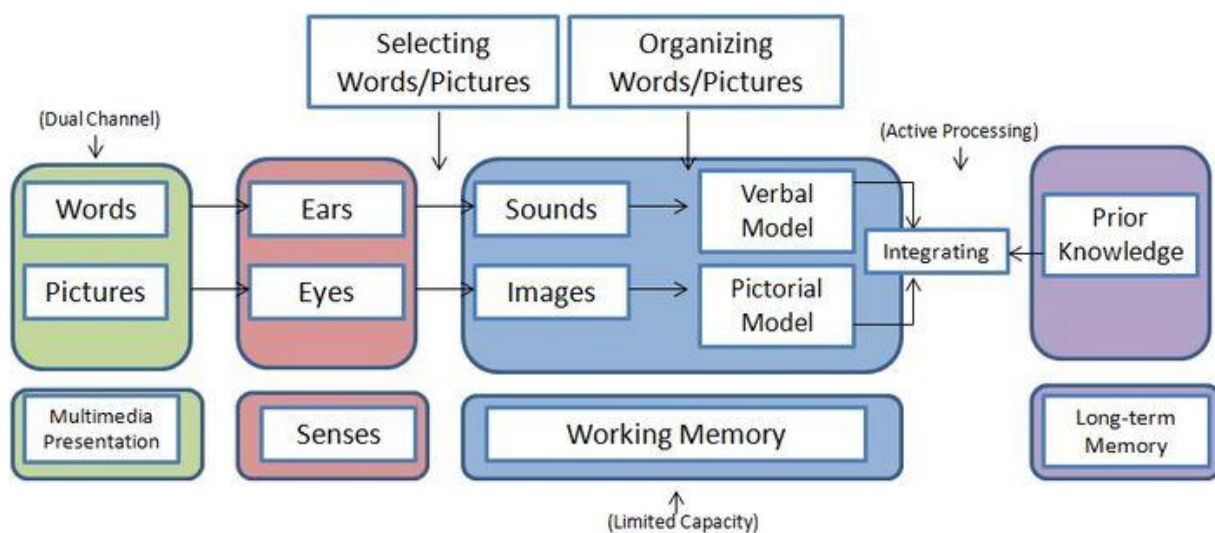 Selecting
Words/Pictures
Organizing
Words/Pictures
(Dual Channel)
(Active Processing)
Words
Ears
Sounds
Verbal
Model
Integrating
Prior
Knowledge
Pictures
Eyes
Images
Pictorial
Model
Multimedia
Presentation
Senses
Working Memory
Long-term
Memory
(Limited Capacity)